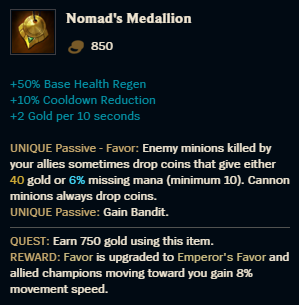 Nomad's Medallion
850
+50% Base Health Regen
+10% Cooldown Reduction
+2 Gold per 10 seconds
UNIQUE Passive - Favor: Enemy minions killed by
your allies sometimes drop coins that give either
40 gold or 6% missing mana (minimum 10). Cannon
minions always drop coins.
UNIQUE Passive: Gain Bandit.
QUEST: Earn 750 gold using this item.
REWARD: Favor is upgraded to Emperor's Favor and
allied champions moving toward you gain 8%
movement speed.